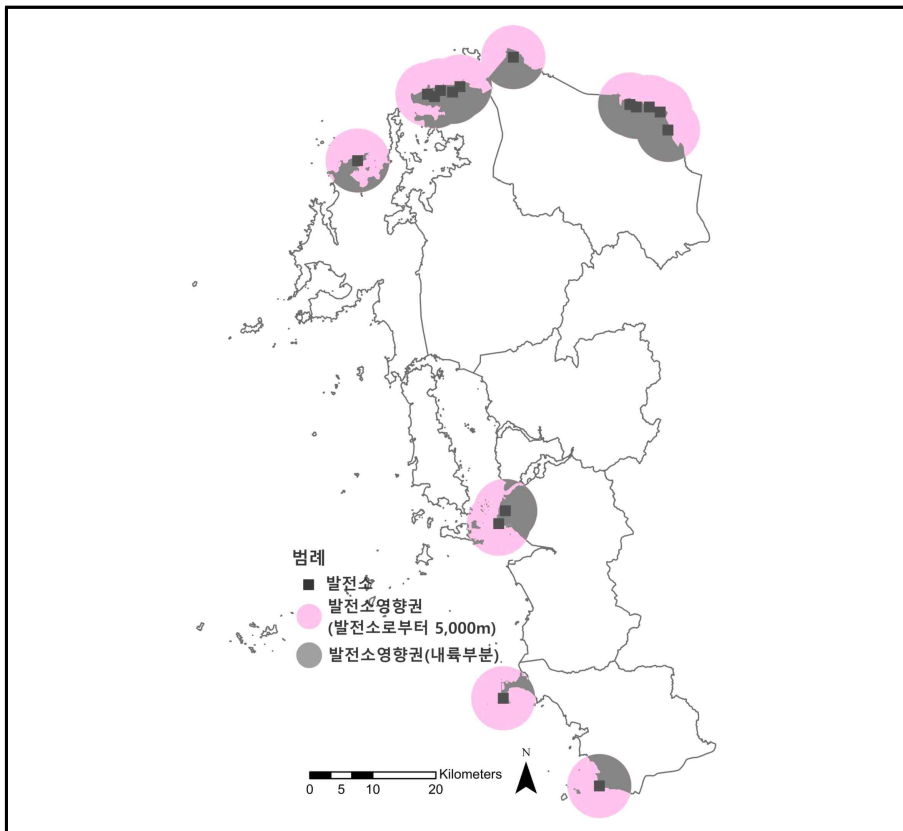 범례
발전소
발전소영향권
(발전소로부터 5,000m)
발전소영향권(내륙부분)
N
Kilometers
0 5 10 20